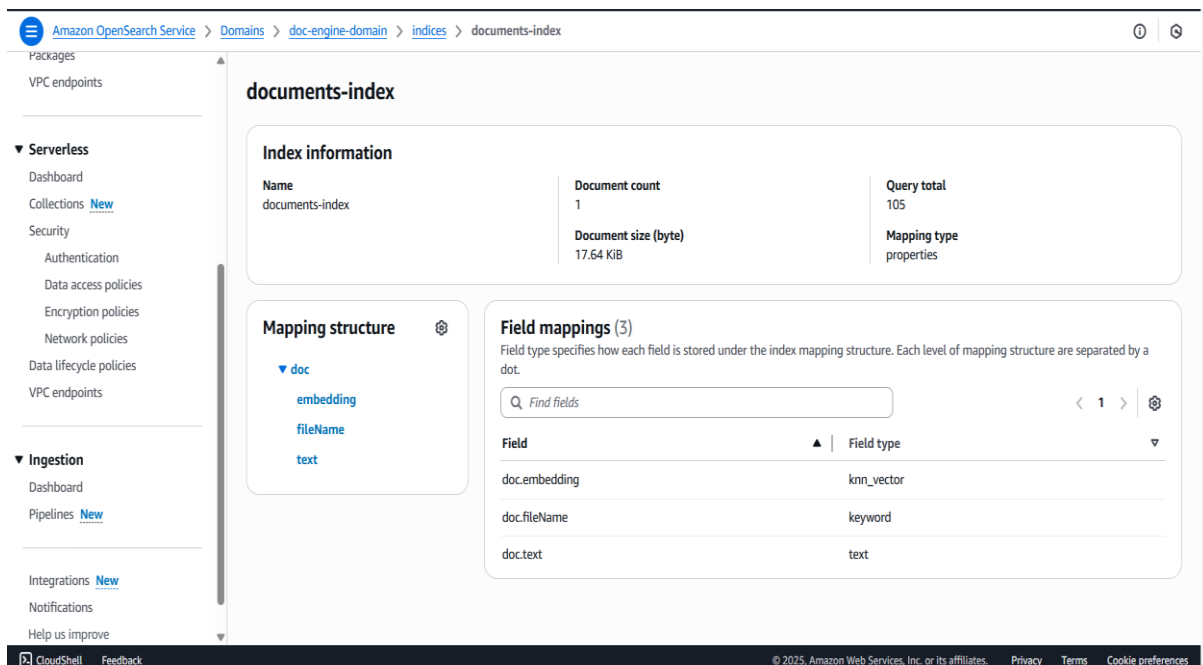 Amazon OpenSearch Service > Domains > doc-engine-domain > indices > documents-index
Packages
VPC endpoints
Serverless
Dashboard
Collections New
Security
Authentication
Data access policies
Encryption policies
Network policies
Data lifecycle policies
VPC endpoints
Ingestion
Dashboard
Pipelines New
Integrations New
Notifications
Help us improve
documents-index
Index information
Name
documents-index
Document count
1
Document size (byte)
17.64 KiB
Query total
105
Mapping type
properties
Mapping structure
doc
embedding
fileName
text
Field mappings (3)
Field type specifies how each field is stored under the index mapping structure. Each level of mapping structure are separated by a
dot.
Find fields
< 1 >
Field Field type
doc.embedding knn_vector
doc.fileName keyword
doc.text text
CloudShell Feedback © 2025, Amazon Web Services, Inc. or its affiliates. Privacy Terms Cookie preferences